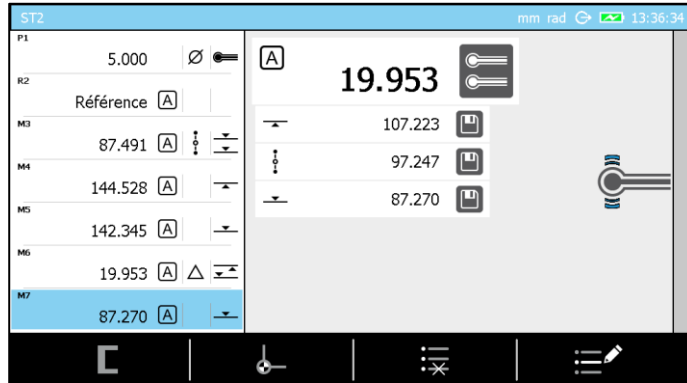 ST2 mm rad 13:36:34
P1
5.000 Ø
R2
Référence A
M3
87.491 A
M4
144.528 A
M5
142.345 A
M6
19.953 A
M7
87.270 A
A
19.953
107.223
97.247
87.270